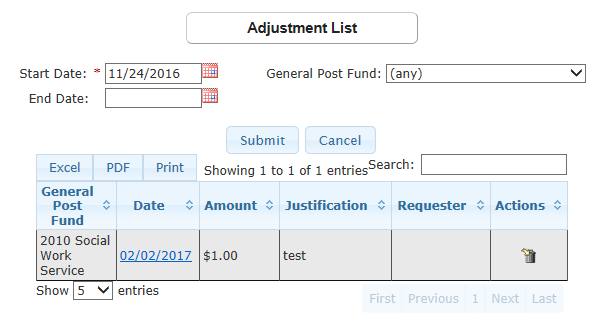 Adjustment List
Start Date: * 11/24/2016 General Post Fund: (any)
End Date:
Submit Cancel
Excel PDF Print Showing 1 to 1 of 1 entries Search:
General Post Fund Date Amount Justification Requester Actions
2010 Social Work Service 02/02/2017 $1.00 test
Show 5 entries
First Previous 1 Next Last